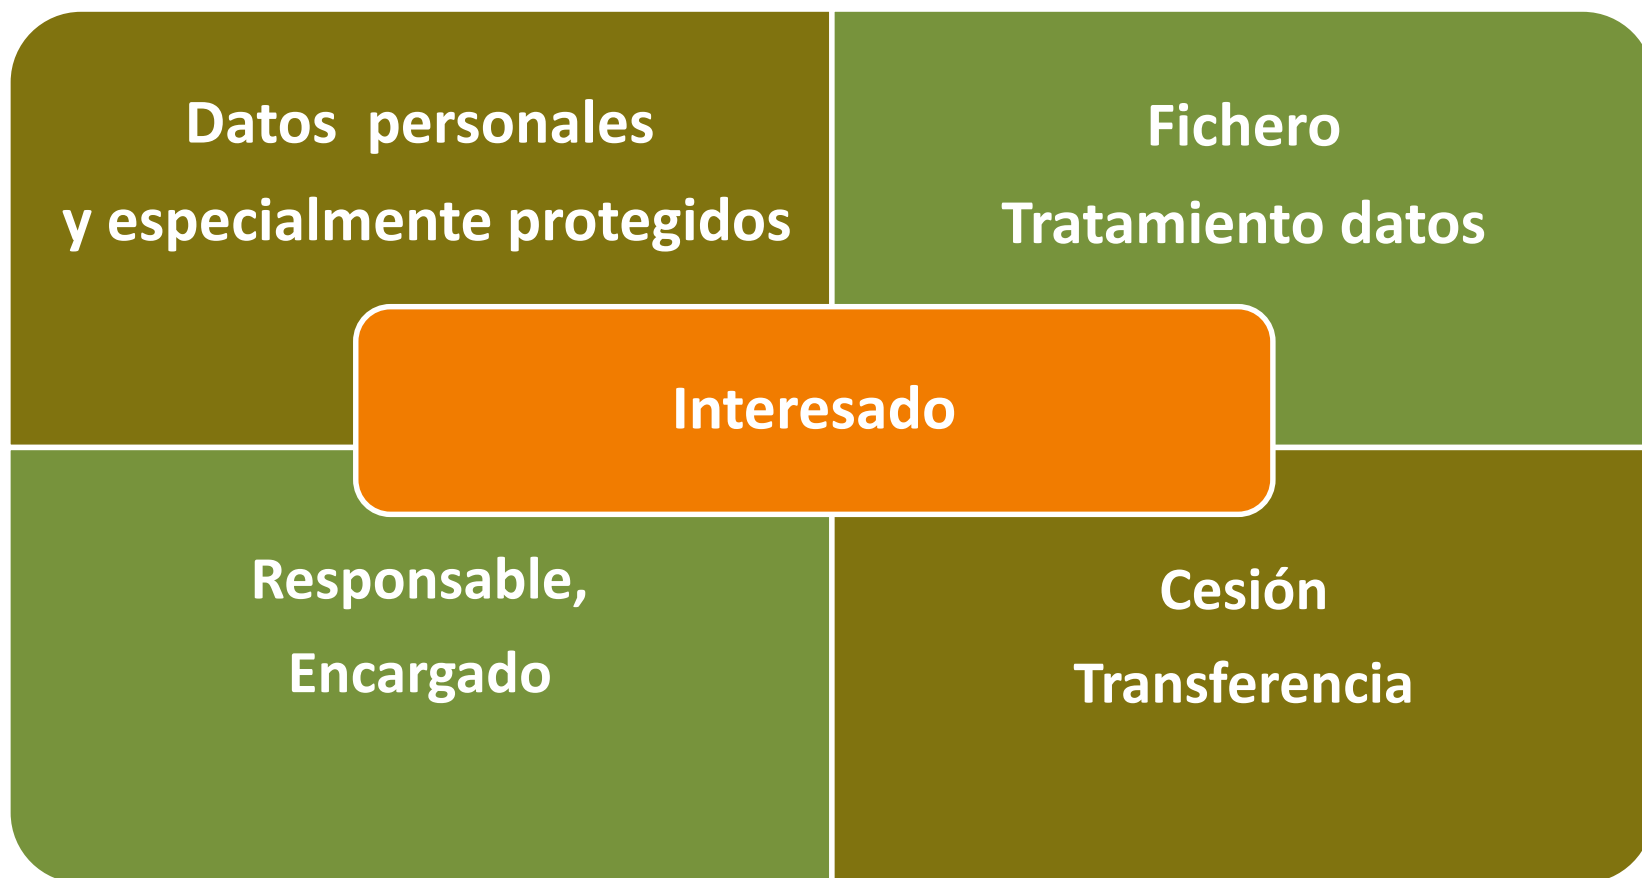 Datos personales
y especialmente protegidos
Fichero
Tratamiento datos
Interesado
Responsable,
Encargado
Cesión
Transferencia